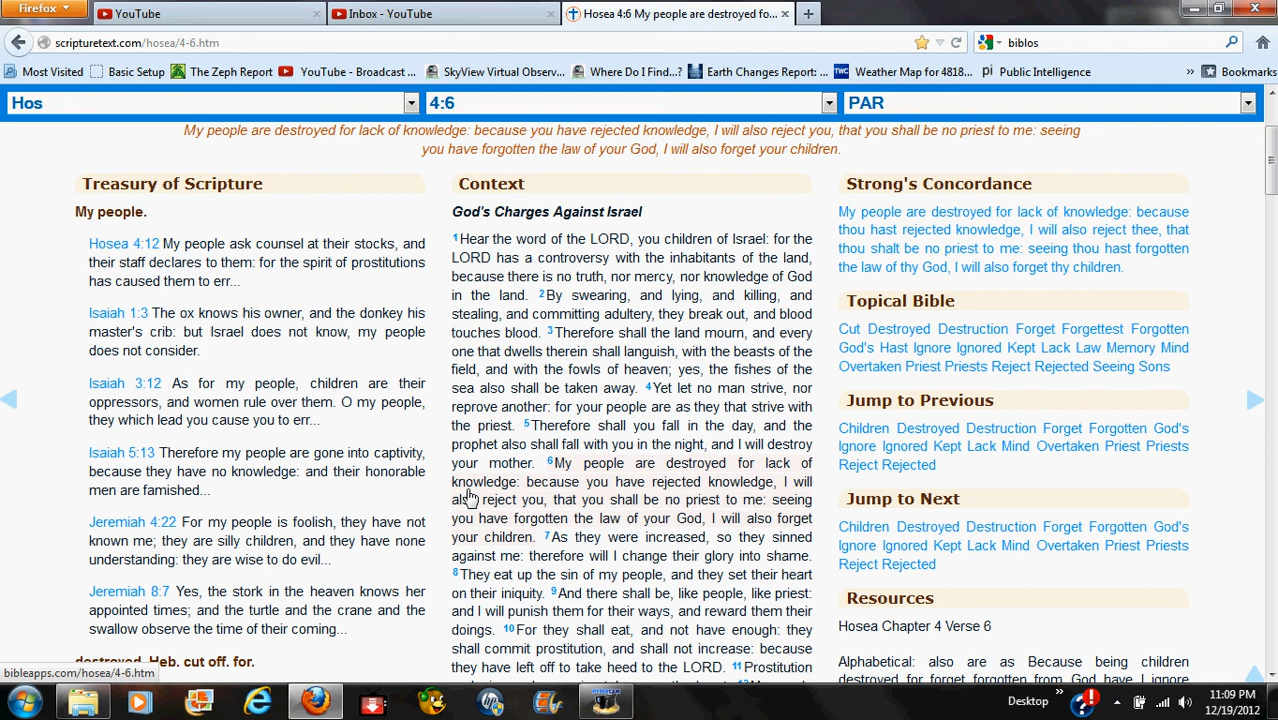 Firefox
YouTube
Inbox - YouTube
Hosea 4:6 My people are destroyed fo...
scripturetext.com/hosea/4-6.htm
biblos
Most Visited
Basic Setup
The Zeph Report
YouTube - Broadcast ...
SkyView Virtual Observ...
Where Do I Find...?
Earth Changes Report: ...
Weather Map for 4818...
Public Intelligence
Bookmarks
Hos
4:6
PAR
My people are destroyed for lack of knowledge: because you have rejected knowledge, I will also reject you, that you shall be no priest to me: seeing
you have forgotten the law of your God, I will also forget your children.
Treasury of Scripture
My people.
Hosea 4:12 My people ask counsel at their stocks, and
their staff declares to them: for the spirit of prostitutions
has caused them to err...
Isaiah 1:3 The ox knows his owner, and the donkey his
master's crib: but Israel does not know, my people
does not consider.
Isaiah 3:12 As for my people, children are their
oppressors, and women rule over them. O my people,
they which lead you cause you to err...
Isaiah 5:13 Therefore my people are gone into captivity,
because they have no knowledge: and their honorable
men are famished...
Jeremiah 4:22 For my people is foolish, they have not
known me; they are silly children, and they have none
understanding: they are wise to do evil...
Jeremiah 8:7 Yes, the stork in the heaven knows her
appointed times; and the turtle and the crane and the
swallow observe the time of their coming...
destroyed. Heb. cut off. for.
Context
God's Charges Against Israel
1Hear the word of the LORD, you children of Israel: for the
LORD has a controversy with the inhabitants of the land,
because there is no truth, nor mercy, nor knowledge of God
in the land. 2By swearing, and lying, and killing, and
stealing, and committing adultery, they break out, and blood
touches blood. 3Therefore shall the land mourn, and every
one that dwells therein shall languish, with the beasts of the
field, and with the fowls of heaven; yes, the fishes of the
sea also shall be taken away. 4Yet let no man strive, nor
reprove another: for your people are as they that strive with
the priest. 5Therefore shall you fall in the day, and the
prophet also shall fall with you in the night, and I will destroy
your mother. 6My people are destroyed for lack of
knowledge: because you have rejected knowledge, I will
also reject you, that you shall be no priest to me: seeing
you have forgotten the law of your God, I will also forget
your children. 7As they were increased, so they sinned
against me: therefore will I change their glory into shame.
8They eat up the sin of my people, and they set their heart
on their iniquity. 9And there shall be, like people, like priest:
and I will punish them for their ways, and reward them their
doings. 10For they shall eat, and not have enough: they
shall commit prostitution, and shall not increase: because
they have left off to take heed to the LORD. 11Prostitution
Strong's Concordance
My people are destroyed for lack of knowledge: because
thou hast rejected knowledge, I will also reject thee, that
thou shalt be no priest to me: seeing thou hast forgotten
the law of thy God, I will also forget thy children.
Topical Bible
Cut Destroyed Destruction Forget Forgettest Forgotten
God's Hast Ignore Ignored Kept Lack Law Memory Mind
Overtaken Priest Priests Reject Rejected Seeing Sons
Jump to Previous
Children Destroyed Destruction Forget Forgotten God's
Ignore Ignored Kept Lack Mind Overtaken Priest Priests
Reject Rejected
Jump to Next
Children Destroyed Destruction Forget Forgotten God's
Ignore Ignored Kept Lack Mind Overtaken Priest Priests
Reject Rejected
Resources
Hosea Chapter 4 Verse 6
Alphabetical: also are as Because being children
destroyed for forget forgotten from God have I ignore
bibleapps.com/hosea/4-6.htm
Desktop
11:09 PM
12/19/2012